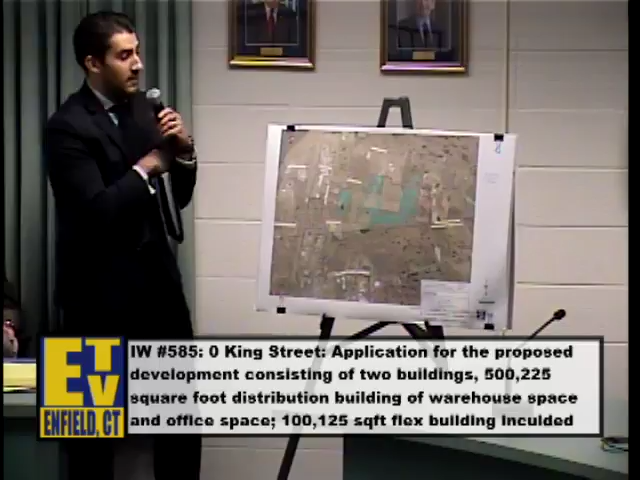 ETV
ENFIELD, CT
IW #585: 0 King Street: Application for the proposed
development consisting of two buildings, 500,225
square foot distribution building of warehouse space
and office space; 100,125 sqft flex building inculded